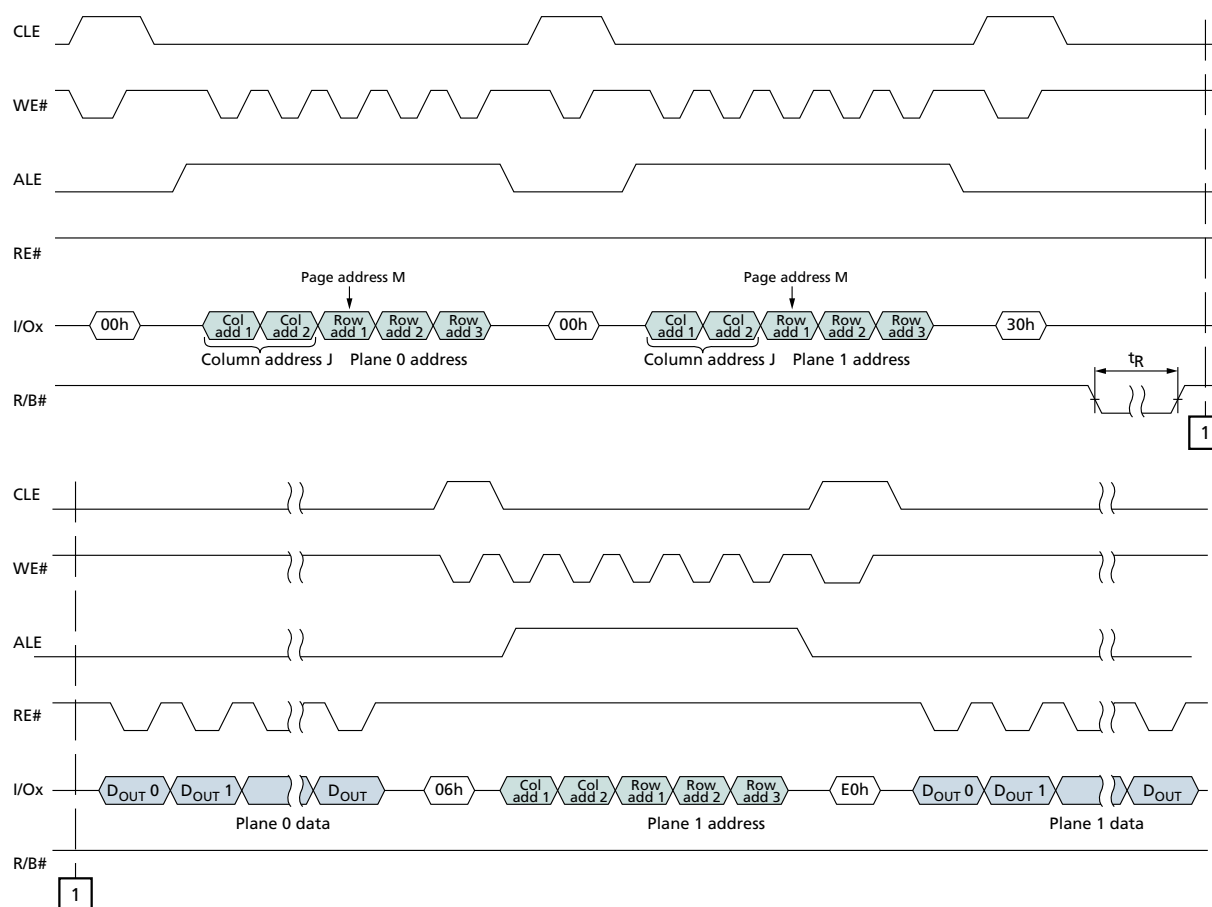 CLE
WE#
ALE
RE#
Page address M
Page address M
I/Ox
00h
Col add 1
Col add 2
Row add 1
Row add 2
Row add 3
00h
Col add 1
Col add 2
Row add 1
Row add 2
Row add 3
30h
Column address J
Plane 0 address
Column address J
Plane 1 address
tR
R/B#
1
CLE
WE#
ALE
RE#
I/Ox
DOUT 0
DOUT 1
DOUT
06h
Col add 1
Col add 2
Row add 1
Row add 2
Row add 3
E0h
DOUT 0
DOUT 1
DOUT
Plane 0 data
Plane 1 address
Plane 1 data
R/B#
1